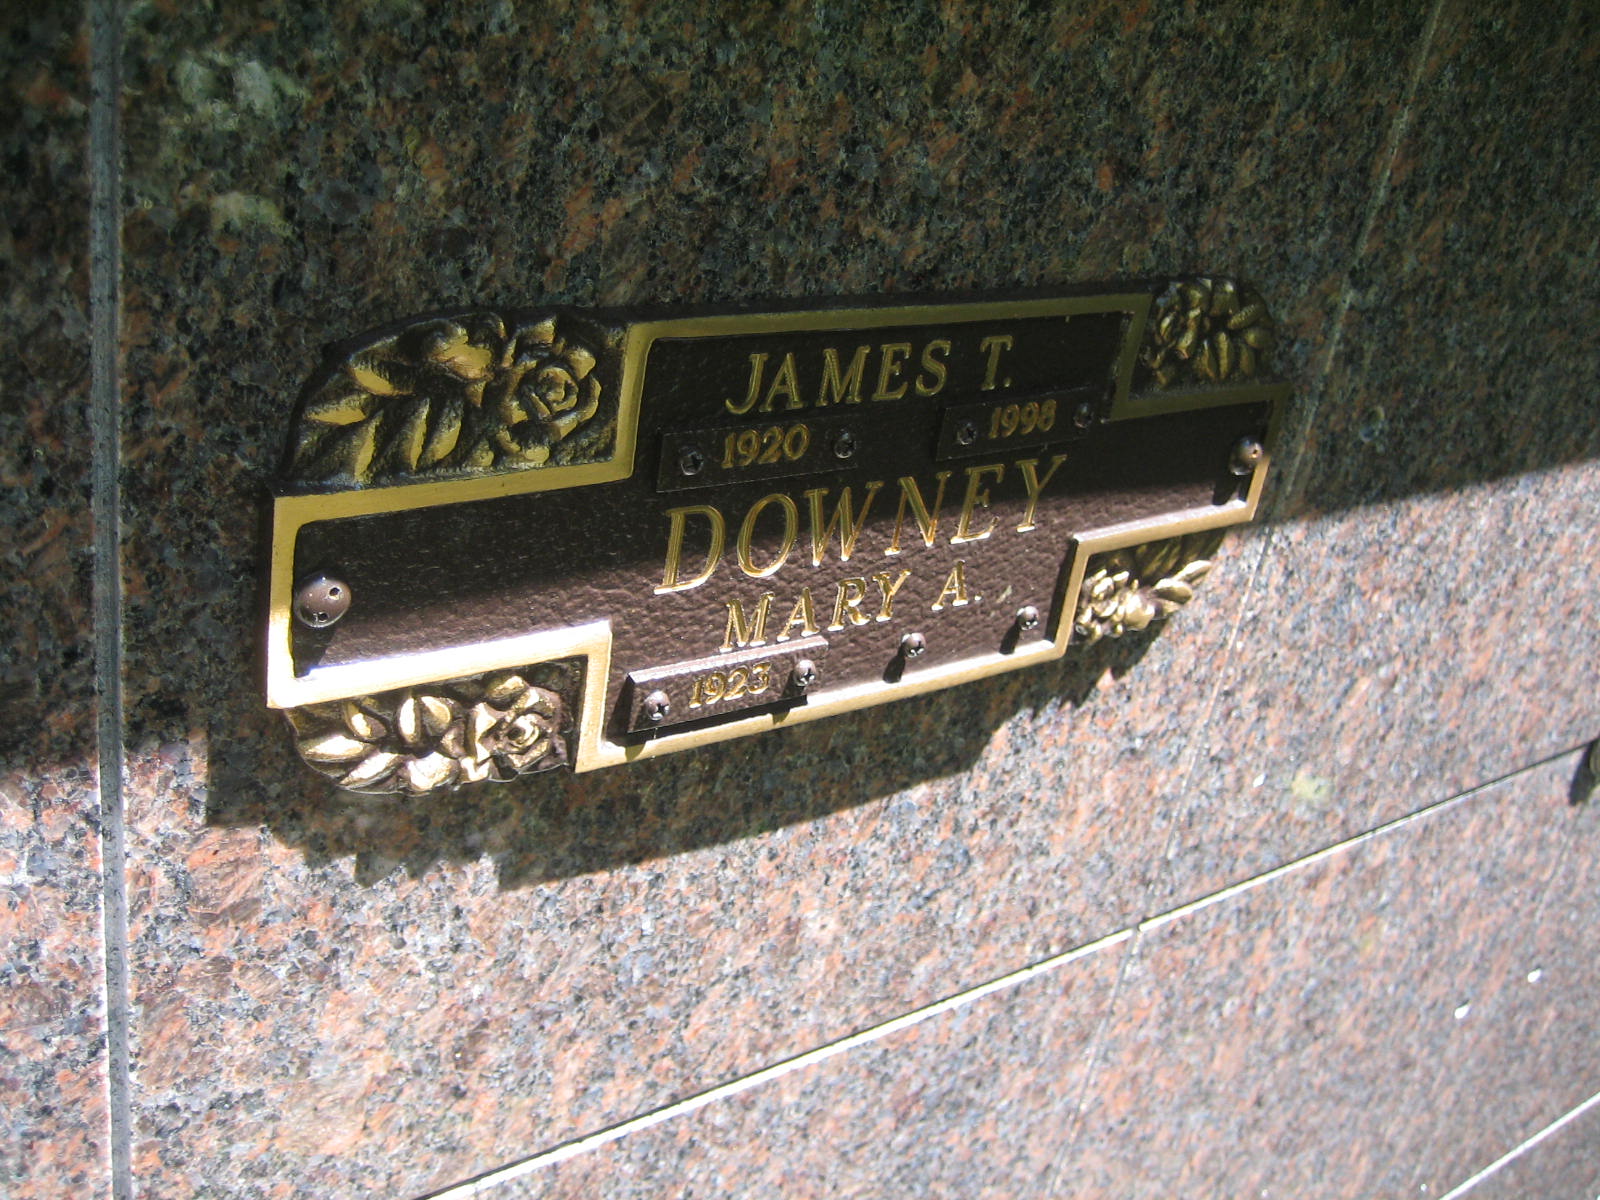 JAMES T.
1920 1998
DOWNEY
MARY A.
1923